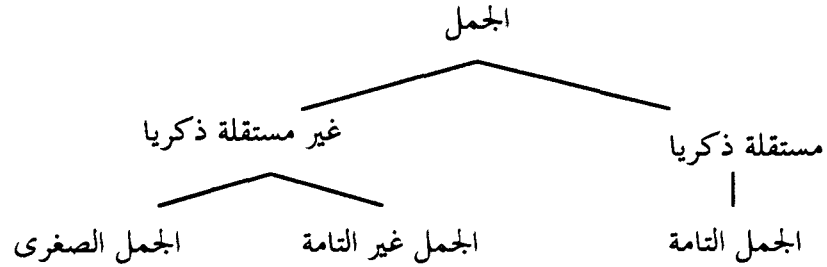 الجمل
مستقلة ذكريا
غير مستقلة ذكريا
الجمل التامة
الجمل غير التامة
الجمل الصغرى